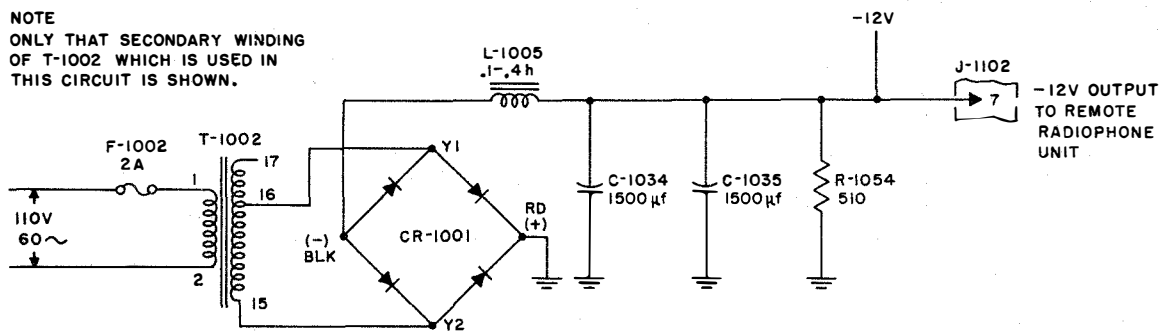 NOTE
ONLY THAT SECONDARY WINDING
OF T-1002 WHICH IS USED IN
THIS CIRCUIT IS SHOWN.
-12V
L-1005
.1-.4h
J-1102
7
-12V OUTPUT
TO REMOTE
RADIOPHONE
UNIT
F-1002
2A
T-1002
1
17
16
Y1
110V
60~
2
15
(-)
BLK
CR-1001
RD
(+)
Y2
C-1034
1500μf
C-1035
1500μf
R-1054
510